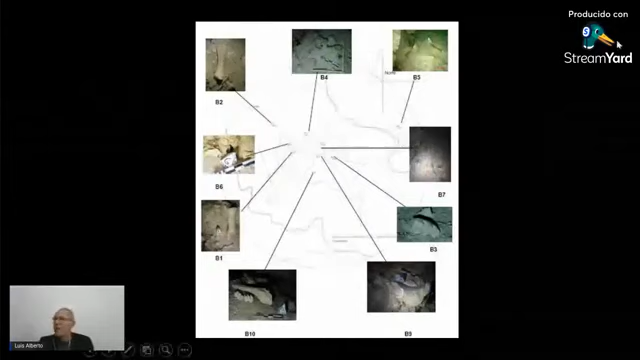 Producido con
StreamYard
B4
B5
B2
B6
B7
B1
B3
B10
B9
Luis Alberto